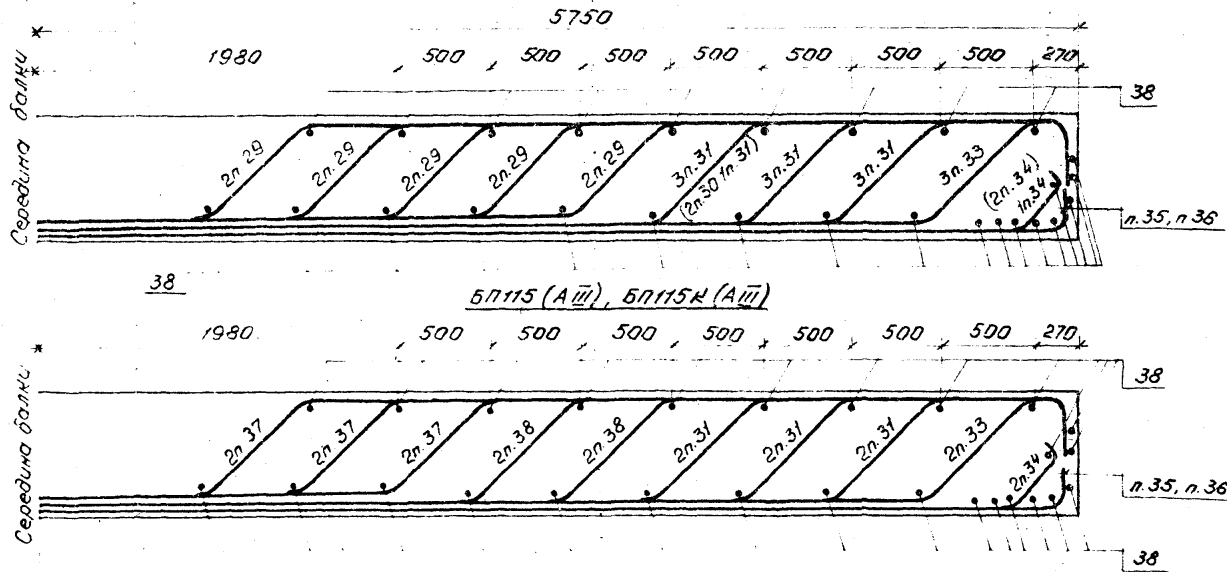 5750
1980 500 500 500 500 500 500 500 270
38
Середина балки
2п.29 2п.29 2п.29 2п.29 2п.29 3п.31 (2п.30 1п.31) 3п.31 3п.31 3п.33 (2п.34) 1п.34
п.35, п 36
38
БП115 (АIII), БП115К (АIII)
1980 500 500 500 500 500 500 500 270
38
Середина балки
2п.37 2п.37 2п.37 2п.38 2п.38 2п.31 2п.31 2п.31 2п.33 2п.34
п.35, п.36
38